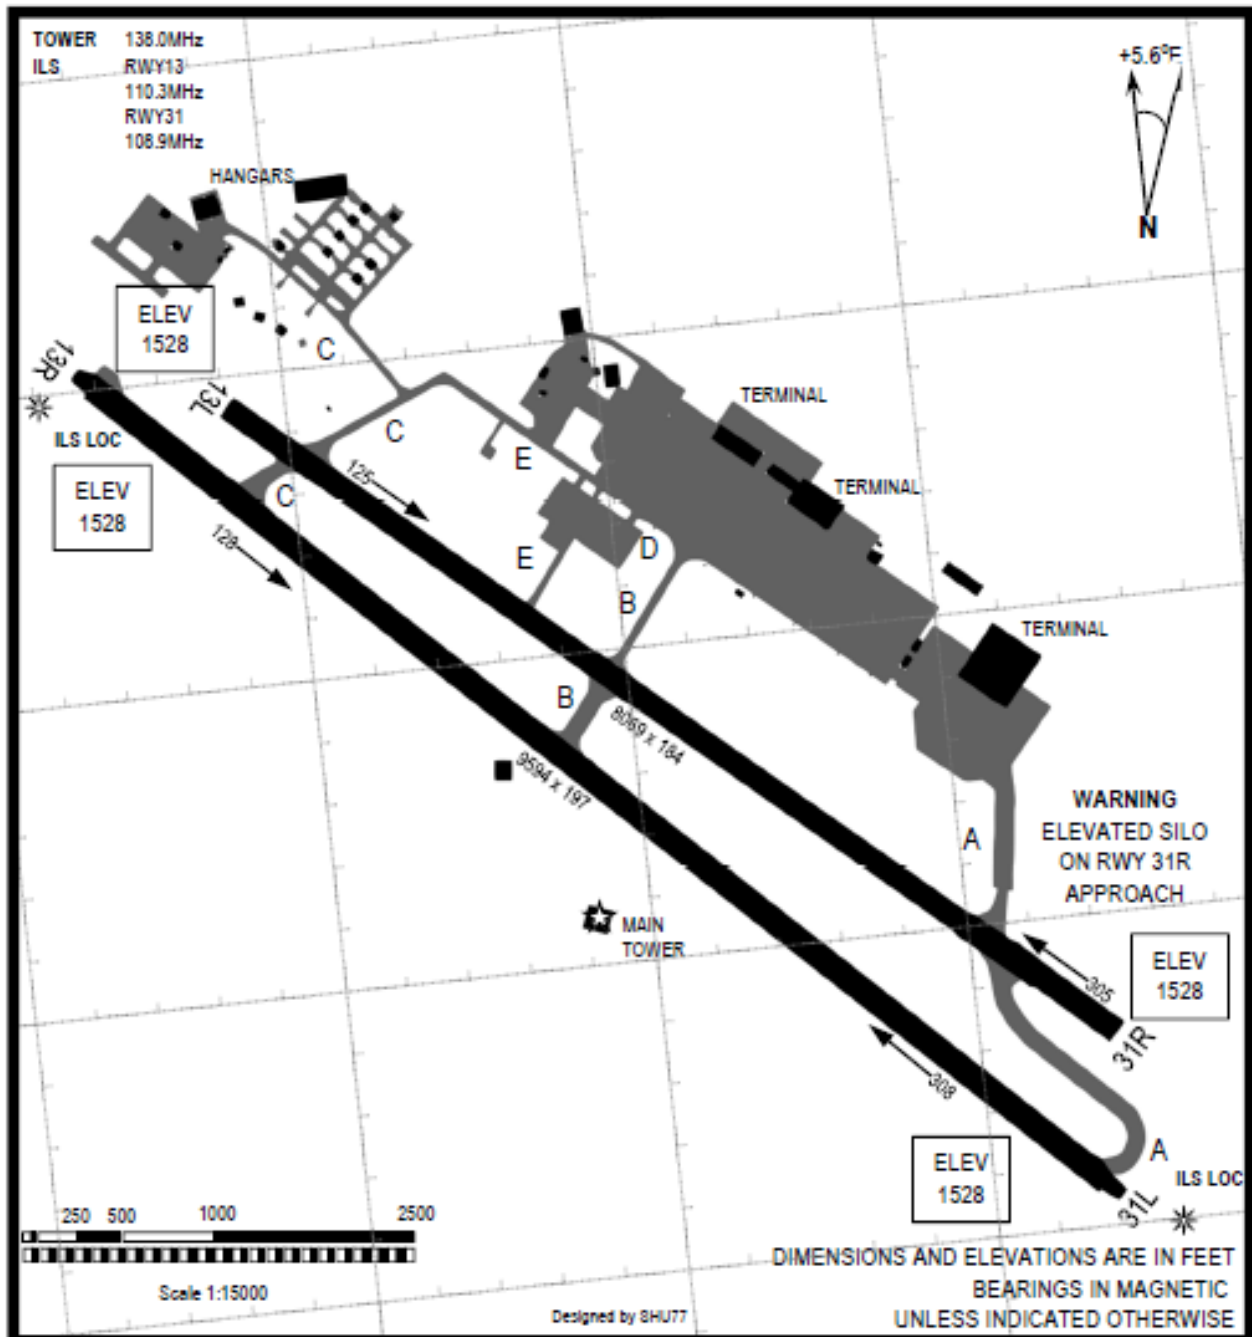 TOWER 138.0MHz
ILS RWY13
110.3MHz
RWY31
108.9MHz
+5.6°E
N
HANGARS
ELEV
1528
13R
13L
C
ILS LOC
ELEV
1528
C
C
125
128
TERMINAL
TERMINAL
TERMINAL
E
E
D
B
B
8069 x 184
9594 x 197
A
WARNING
ELEVATED SILO
ON RWY 31R
APPROACH
MAIN
TOWER
ELEV
1528
305
31R
308
ELEV
1528
A
ILS LOC
31L
250 500 1000 2500
Scale 1:15000
Designed by SHU77
DIMENSIONS AND ELEVATIONS ARE IN FEET
BEARINGS IN MAGNETIC
UNLESS INDICATED OTHERWISE